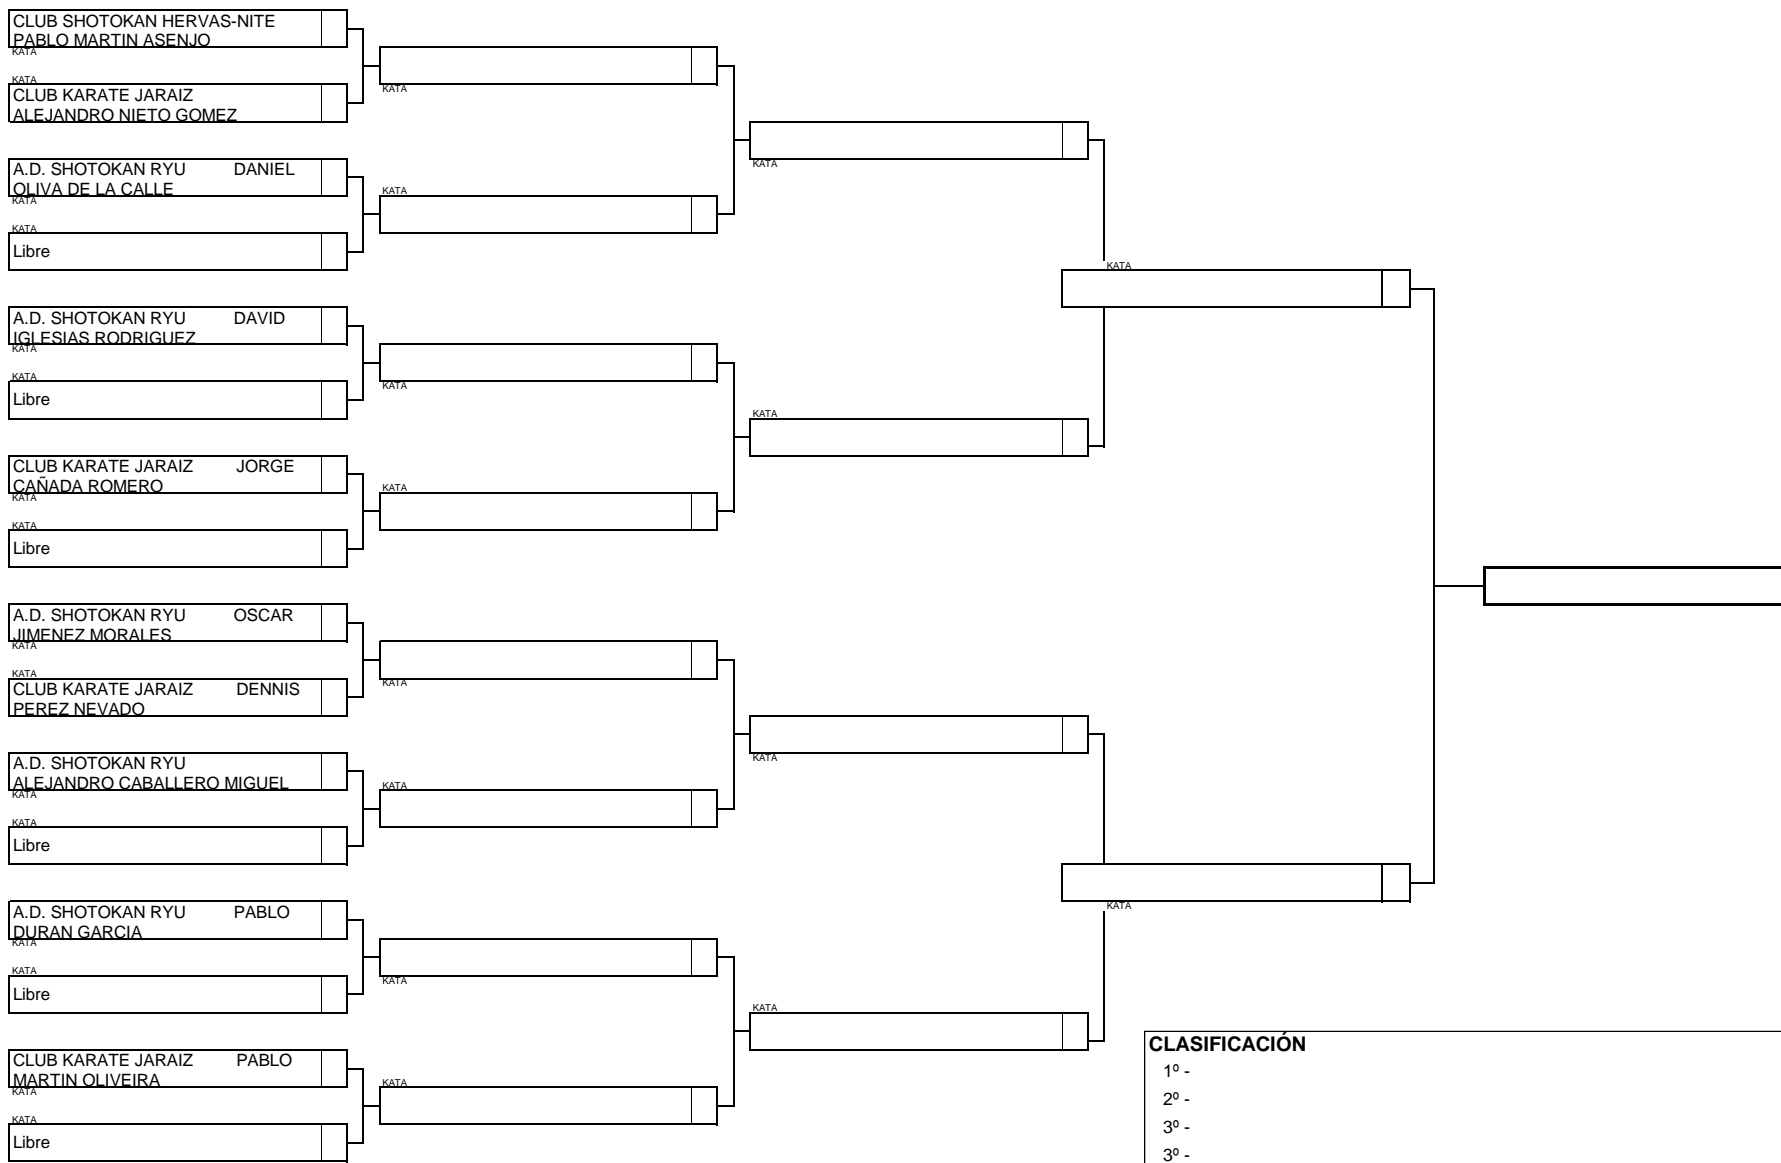 CLUB SHOTOKAN HERVAS-NITE
PABLO MARTIN ASENJO
KATA
KATA
CLUB KARATE JARAIZ
ALEJANDRO NIETO GOMEZ
A.D. SHOTOKAN RYU DANIEL
OLIVA DE LA CALLE
KATA
KATA
Libre
A.D. SHOTOKAN RYU DAVID
IGLESIAS RODRIGUEZ
KATA
KATA
Libre
CLUB KARATE JARAIZ JORGE
CAÑADA ROMERO
KATA
KATA
Libre
A.D. SHOTOKAN RYU OSCAR
JIMENEZ MORALES
KATA
KATA
CLUB KARATE JARAIZ DENNIS
PEREZ NEVADO
A.D. SHOTOKAN RYU
ALEJANDRO CABALLERO MIGUEL
KATA
KATA
Libre
A.D. SHOTOKAN RYU PABLO
DURAN GARCIA
KATA
KATA
Libre
CLUB KARATE JARAIZ PABLO
MARTIN OLIVEIRA
KATA
KATA
Libre
KATA
KATA
KATA
KATA
KATA
KATA
KATA
KATA
KATA
KATA
KATA
KATA
KATA
KATA
CLASIFICACIÓN
1º -
2º -
3º -
3º -